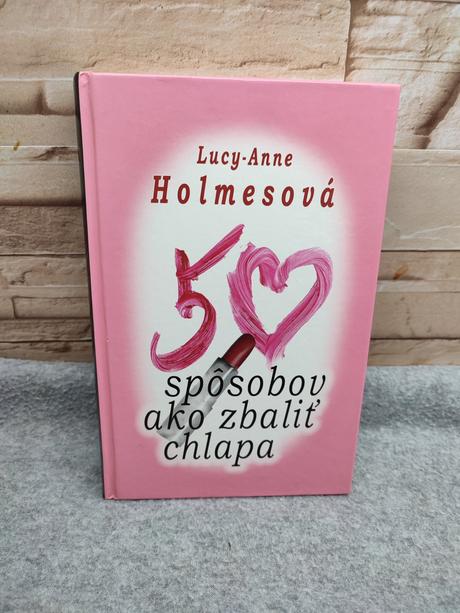 Lucy-Anne
Holmesová
50
spôsobov
ako zbaliť
chlapa